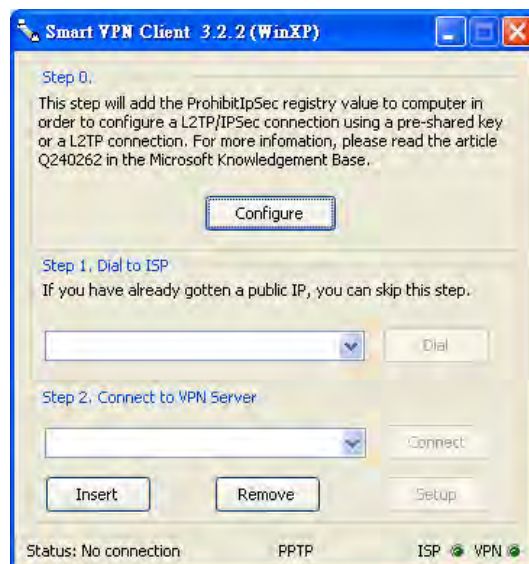 Smart VPN Client 3.2.2 (WinXP)
Step 0.
This step will add the ProhibitIpSec registry value to computer in
order to configure a L2TP/IPSec connection using a pre-shared key
or a L2TP connection. For more infomation, please read the article
Q240262 in the Microsoft Knowledgement Base.
Configure
Step 1. Dial to ISP
If you have already gotten a public IP, you can skip this step.
Dial
Step 2. Connect to VPN Server
Connect
Insert Remove Setup
Status: No connection PPTP ISP VPN